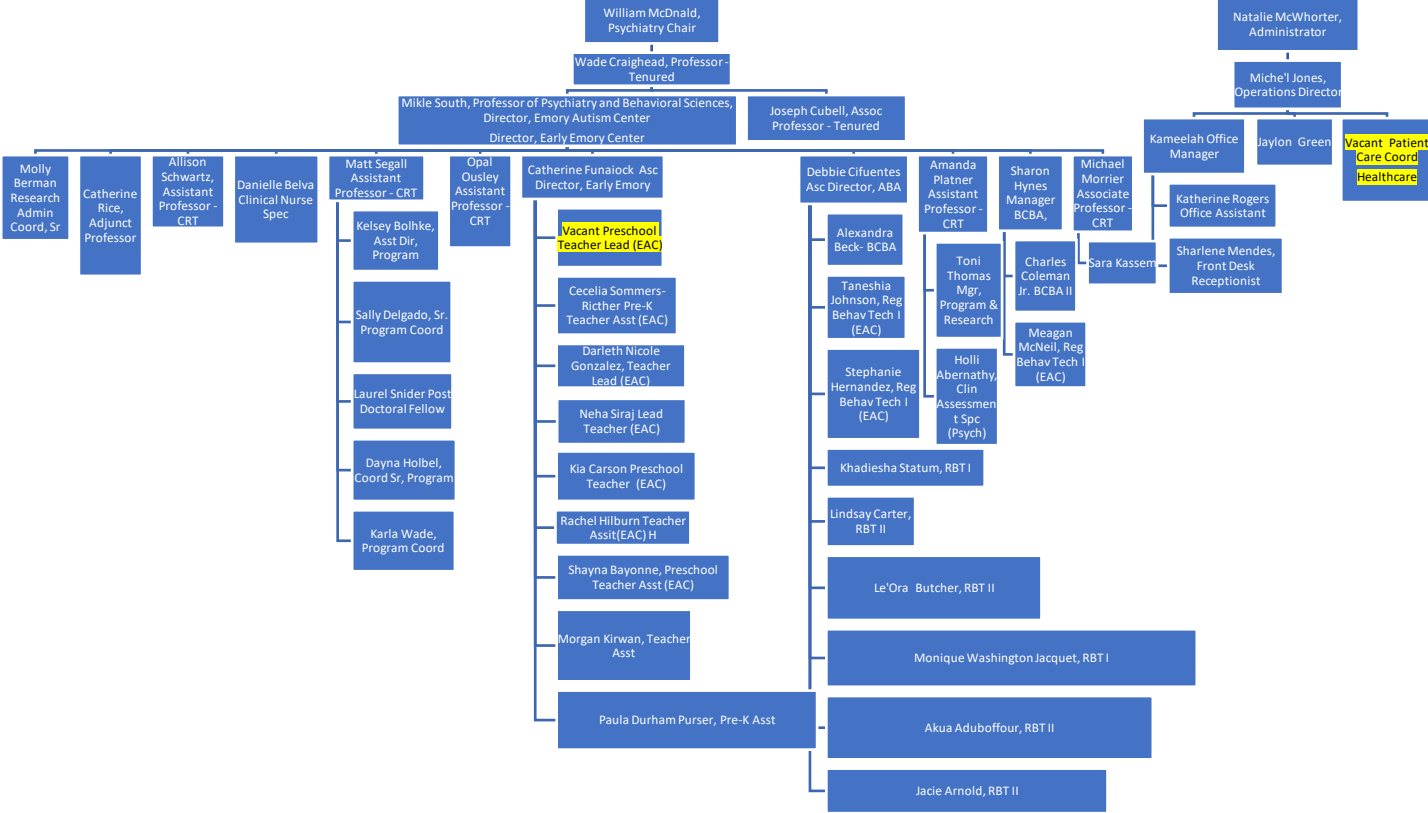 William McDnald,
Psychiatry Chair
Natalie McWhorter,
Administrator
Wade Craighead, Professor -
Tenured
Miche'l Jones,
Operations Director
Mikle South, Professor of Psychiatry and Behavioral Sciences,
Director, Emory Autism Center
Director, Early Emory Center
Joseph Cubell, Assoc
Professor - Tenured
Kameelah Office
Manager
Jaylon Green
Vacant Patient
Care Coord
Healthcare
Molly
Berman
Research
Admin
Coord, Sr
Catherine
Rice,
Adjunct
Professor
Allison
Schwartz,
Assistant
Professor -
CRT
Danielle Belva
Clinical Nurse
Spec
Matt Segall
Assistant
Professor - CRT
Opal
Ousley
Assistant
Professor -
CRT
Catherine Funaiock Asc
Director, Early Emory
Debbie Cifuentes
Asc Director, ABA
Amanda
Platner
Assistant
Professor -
CRT
Sharon
Hynes
Manager
BCBA,
Michael
Morrier
Associate
Professor -
CRT
Katherine Rogers
Office Assistant
Sharlene Mendes,
Front Desk
Receptionist
Kelsey Bolhke,
Asst Dir,
Program
Sally Delgado, Sr.
Program Coord
Laurel Snider Post
Doctoral Fellow
Dayna Holbel,
Coord Sr, Program
Karla Wade,
Program Coord
Vacant Preschool
Teacher Lead (EAC)
Cecelia Sommers-
Ricther Pre-K
Teacher Asst (EAC)
Darleth Nicole
Gonzalez, Teacher
Lead (EAC)
Neha Siraj Lead
Teacher (EAC)
Kia Carson Preschool
Teacher (EAC)
Rachel Hilburn Teacher
Assit(EAC) H
Shayna Bayonne, Preschool
Teacher Asst (EAC)
Morgan Kirwan, Teacher
Asst
Paula Durham Purser, Pre-K Asst
Alexandra
Beck- BCBA
Taneshia
Johnson, Reg
Behav Tech I
(EAC)
Stephanie
Hernandez, Reg
Behav Tech I
(EAC)
Khadiesha Statum, RBT I
Lindsay Carter,
RBT II
Le'Ora Butcher, RBT II
Monique Washington Jacquet, RBT I
Akua Aduboffour, RBT II
Jacie Arnold, RBT II
Toni
Thomas
Mgr,
Program &
Research
Holli
Abernathy,
Clin
Assessmen
t Spc
(Psych)
Charles
Coleman
Jr. BCBA II
Meagan
McNeil, Reg
Behav Tech I
(EAC)
Sara Kassem